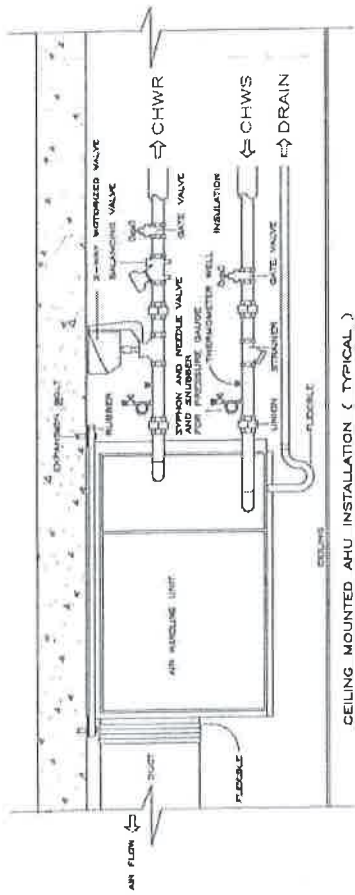 EXPANSION BOLT
2-WAY MOTORIZED VALVE
BALANCING VALVE
RUBBER
CHWR
GATE VALVE
SYPHON AND NEEDLE VALVE
AND SNUBBER
FOR PRESSURE GAUGE
THERMOMETER WELL
INSULATION
CHWS
GATE VALVE
STRAINER
UNION
DRAIN
FLEXIBLE
AIR HANDLING UNIT
AIR FLOW
DUCT
FLEXIBLE
CEILING
CEILING MOUNTED AHU INSTALLATION ( TYPICAL )